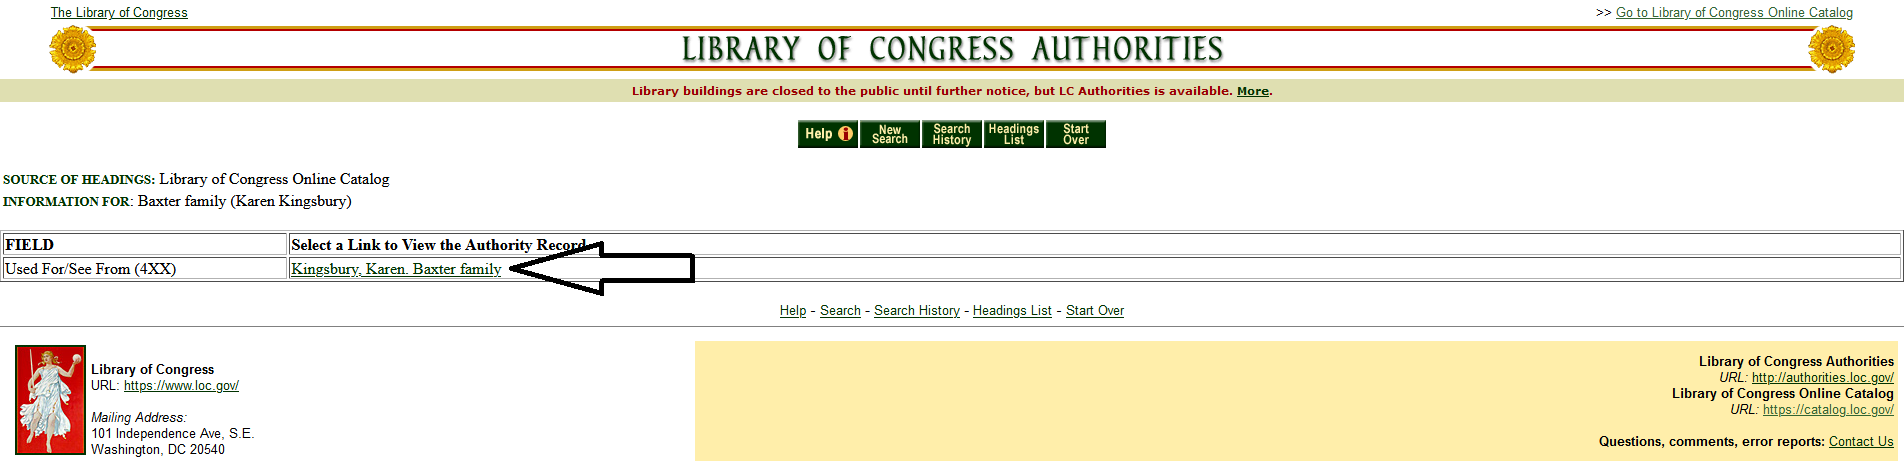 The Library of Congress
>> Go to Library of Congress Online Catalog
LIBRARY OF CONGRESS AUTHORITIES
Library buildings are closed to the public until further notice, but LC Authorities is available. More.
Help i New Search Search History Headings List Start Over
SOURCE OF HEADINGS: Library of Congress Online Catalog
INFORMATION FOR: Baxter family (Karen Kingsbury)
FIELD Select a Link to View the Authority Record
Used For/See From (4XX) Kingsbury, Karen. Baxter family
Help - Search - Search History - Headings List - Start Over
Library of Congress
URL: https://www.loc.gov/
Mailing Address:
101 Independence Ave, S.E.
Washington, DC 20540
Library of Congress Authorities
URL: http://authorities.loc.gov/
Library of Congress Online Catalog
URL: https://catalog.loc.gov/
Questions, comments, error reports: Contact Us